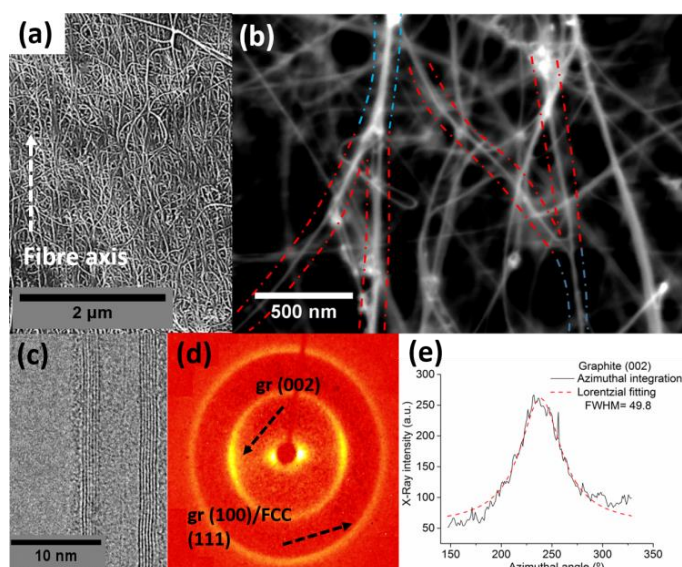 (a)
Fibre axis
2 µm
(b)
500 nm
(c)
10 nm
(d)
gr (002)
gr (100)/FCC
(111)
(e)
Graphite (002)
Azimuthal integration
Lorentzial fitting
FWHM= 49.8
X-Ray intensity (a.u.)
300
250
200
150
100
50
150 200 250 300 350
Azimuthal angle (º)